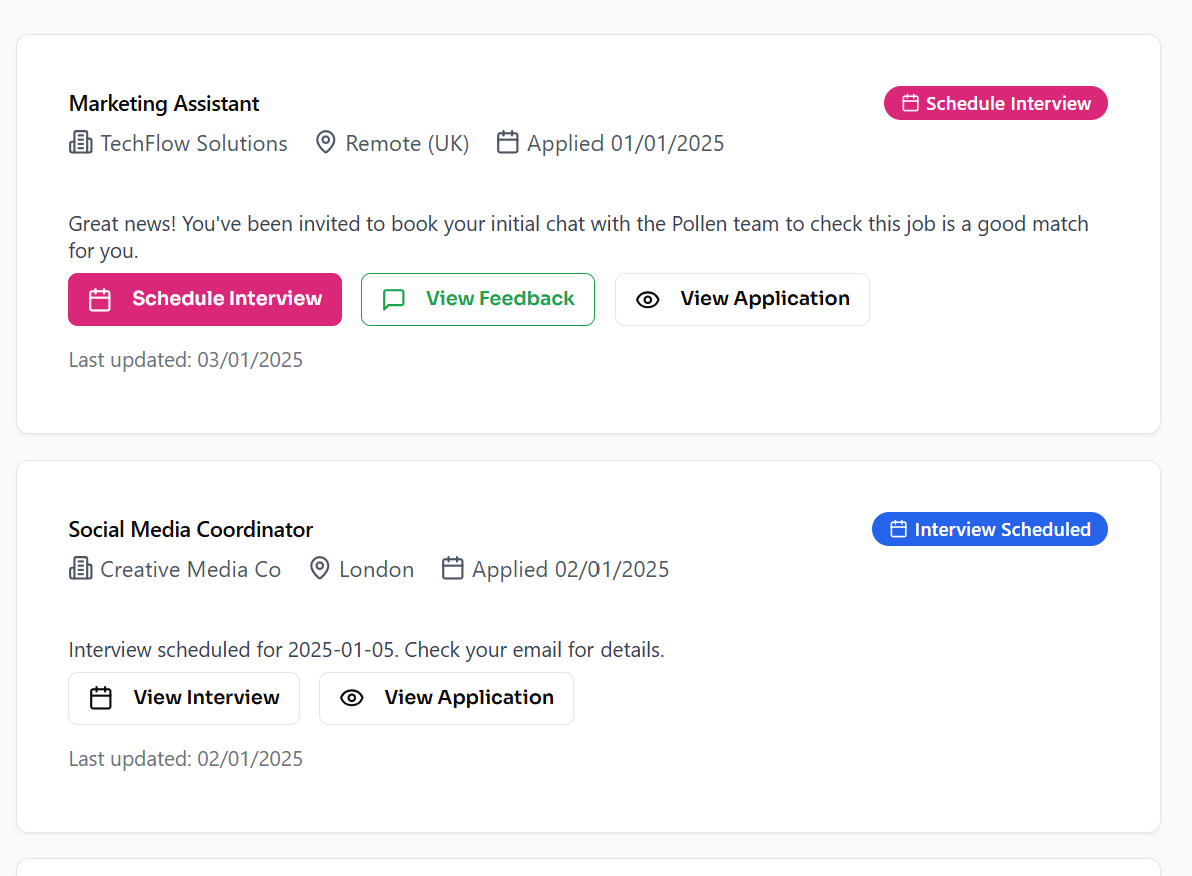 Marketing Assistant
Schedule Interview
TechFlow Solutions Remote (UK) Applied 01/01/2025
Great news! You've been invited to book your initial chat with the Pollen team to check this job is a good match
for you.
Schedule Interview View Feedback View Application
Last updated: 03/01/2025
Social Media Coordinator
Interview Scheduled
Creative Media Co London Applied 02/01/2025
Interview scheduled for 2025-01-05. Check your email for details.
View Interview View Application
Last updated: 02/01/2025